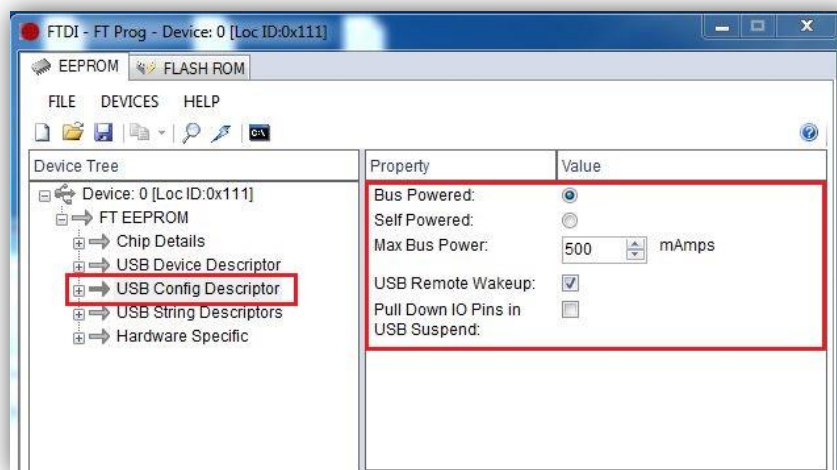 FTDI - FT Prog - Device: 0 [Loc ID:0x111]
EEPROM FLASH ROM
FILE DEVICES HELP
Device Tree
Device: 0 [Loc ID:0x111]
FT EEPROM
Chip Details
USB Device Descriptor
USB Config Descriptor
USB String Descriptors
Hardware Specific
Property Value
Bus Powered:
Self Powered:
Max Bus Power: 500 mAmps
USB Remote Wakeup:
Pull Down IO Pins in
USB Suspend: